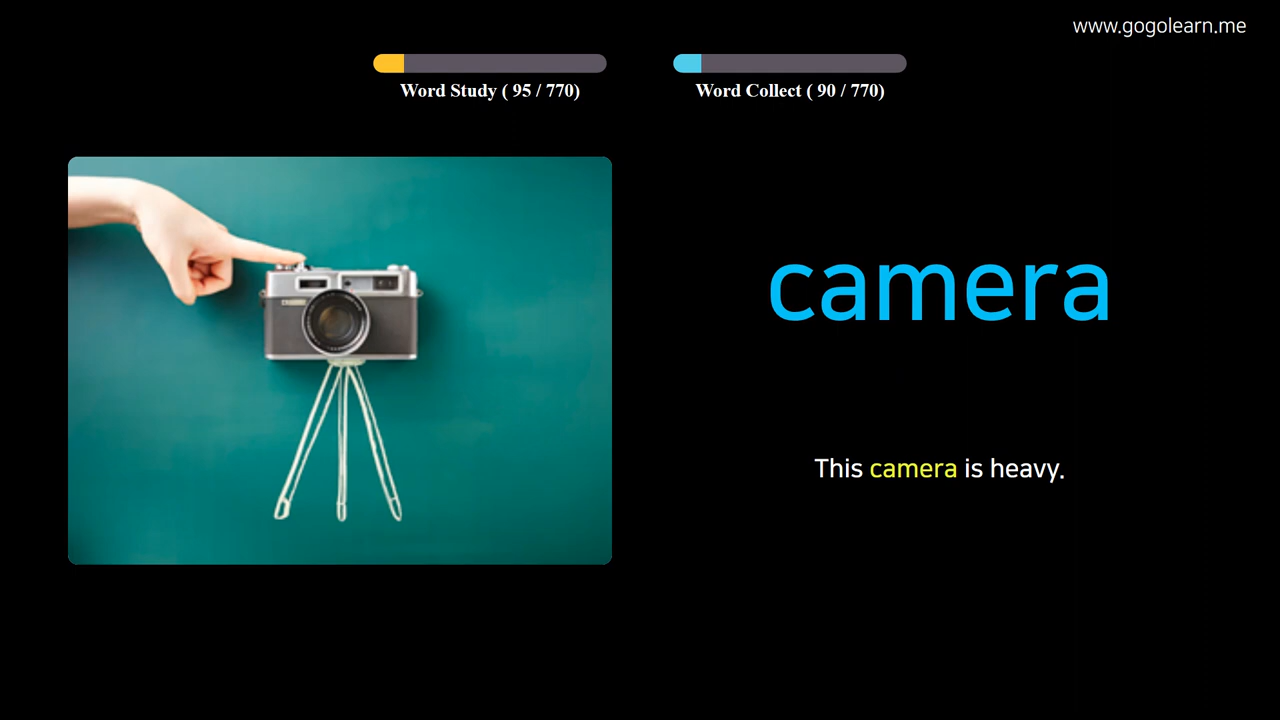 www.gogolearn.me
Word Study ( 95 / 770)
Word Collect ( 90 / 770)
camera
This camera is heavy.